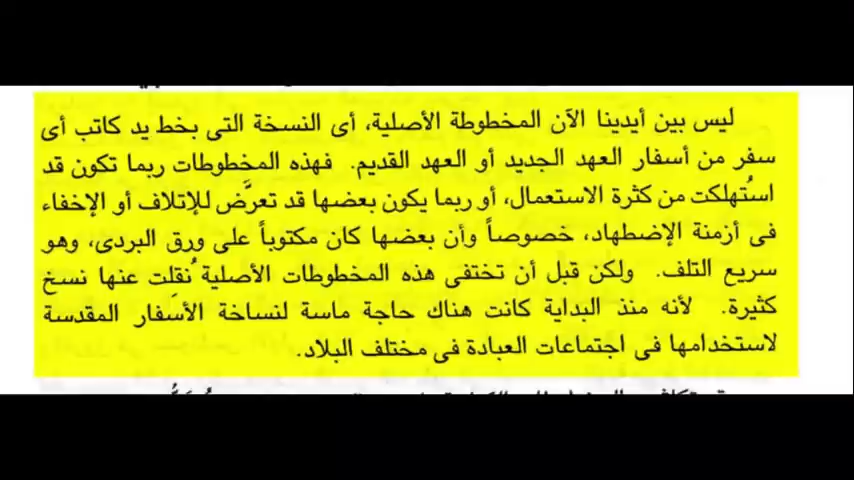 ليس بين أيدينا الآن المخطوطة الأصلية، أى النسخة التى بخط يد كاتب أى
سفر من أسفار العهد الجديد أو العهد القديم. فهذه المخطوطات ربما تكون قد
استُهلكت من كثرة الاستعمال، أو ربما يكون بعضها قد تعرَّض للإتلاف أو الإخفاء
فى أزمنة الإضطهاد، خصوصاً وأن بعضها كان مكتوباً على ورق البردى، وهو
سريع التلف. ولكن قبل أن تختفى هذه المخطوطات الأصلية نُقلت عنها نسخ
كثيرة. لأنه منذ البداية كانت هناك حاجة ماسة لنساخة الأسفار المقدسة
لاستخدامها فى اجتماعات العبادة فى مختلف البلاد.